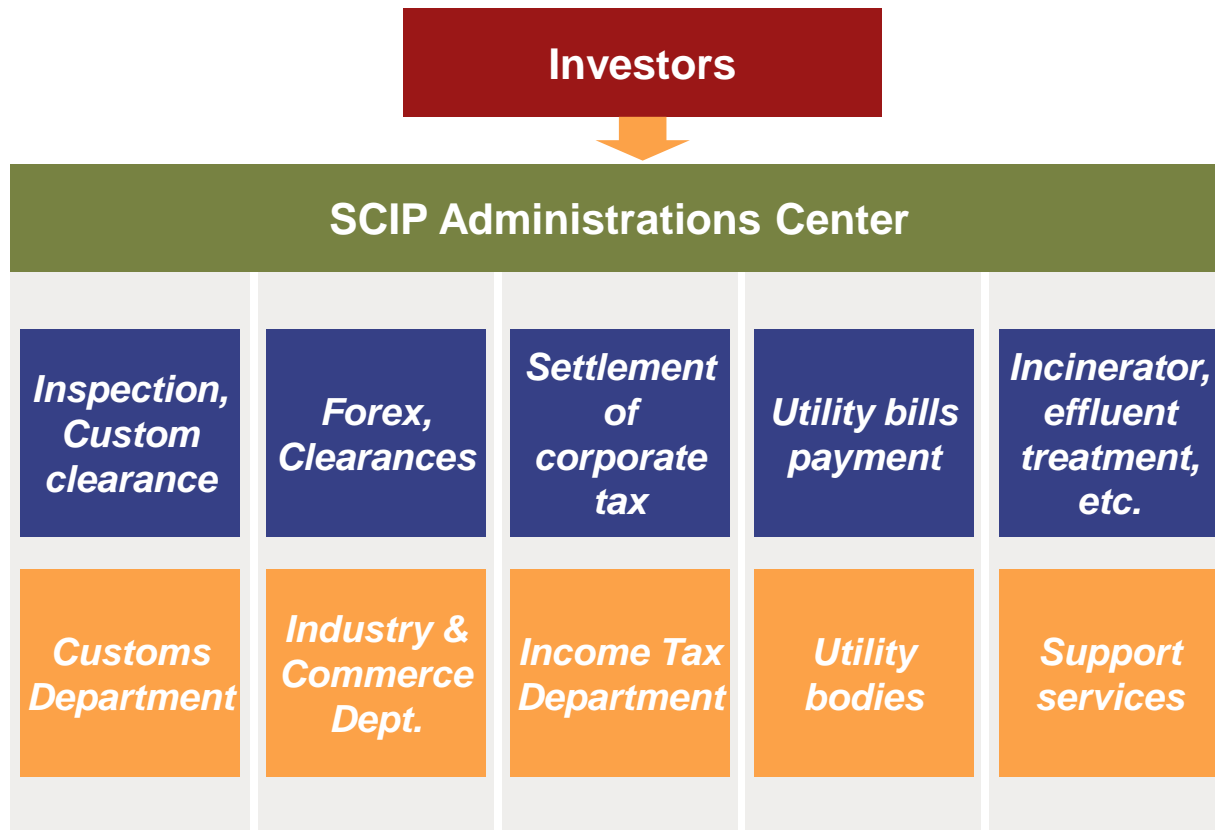 Investors
SCIP Administrations Center
Inspection,
Custom
clearance
Forex,
Clearances
Settlement
of
corporate
tax
Utility bills
payment
Incinerator,
effluent
treatment,
etc.
Customs
Department
Industry &
Commerce
Dept.
Income Tax
Department
Utility
bodies
Support
services